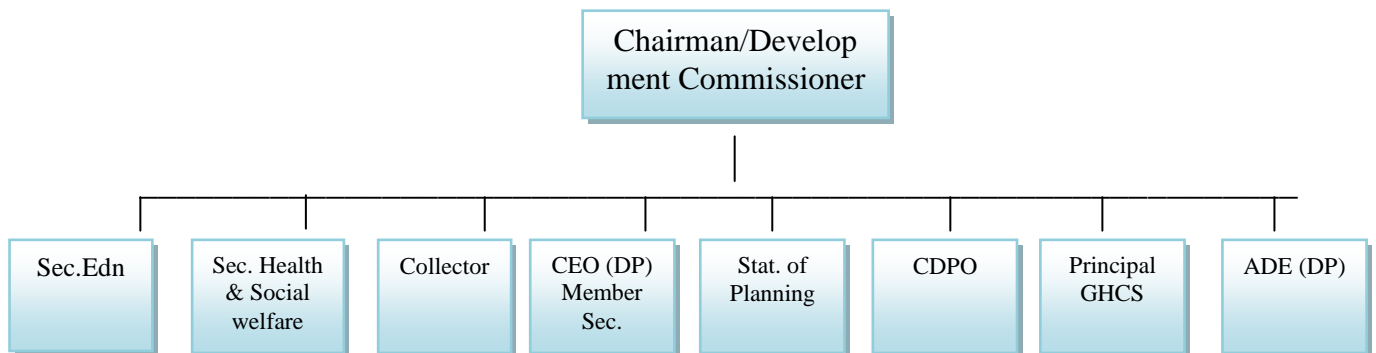 Chairman/Develop
ment Commissioner
Sec.Edn
Sec. Health
& Social
welfare
Collector
CEO (DP)
Member
Sec.
Stat. of
Planning
CDPO
Principal
GHCS
ADE (DP)